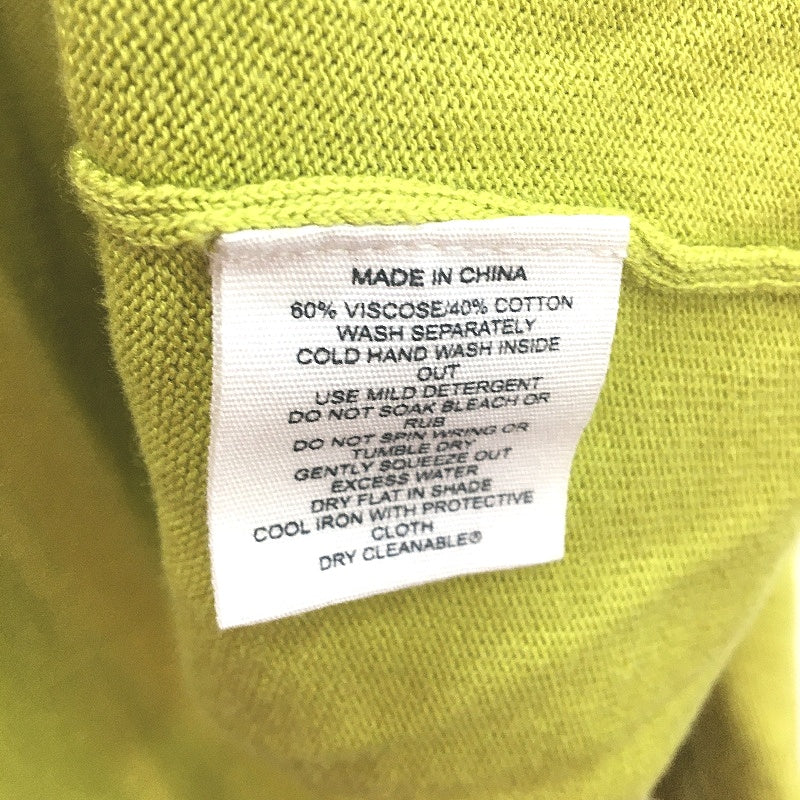 MADE IN CHINA
60% VISCOSE/40% COTTON
WASH SEPARATELY
COLD HAND WASH INSIDE
OUT
USE MILD DETERGENT
DO NOT SOAK BLEACH OR
RUB
DO NOT SPIN WRING OR
TUMBLE DRY
GENTLY SQUEEZE OUT
EXCESS WATER
DRY FLAT IN SHADE
COOL IRON WITH PROTECTIVE
CLOTH
DRY CLEANABLE®